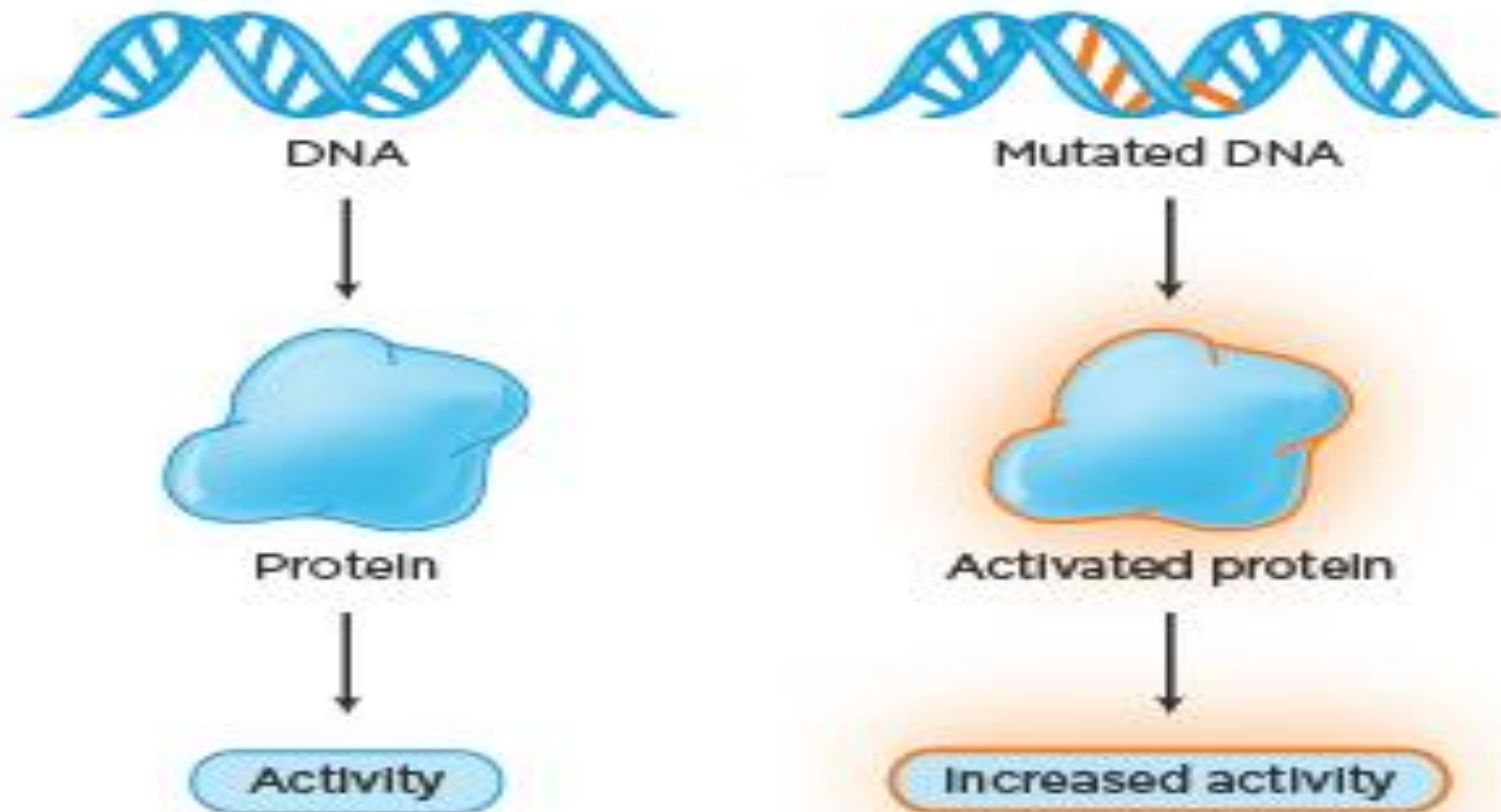 DNA
Mutated DNA
Protein
Activated protein
Activity
Increased activity